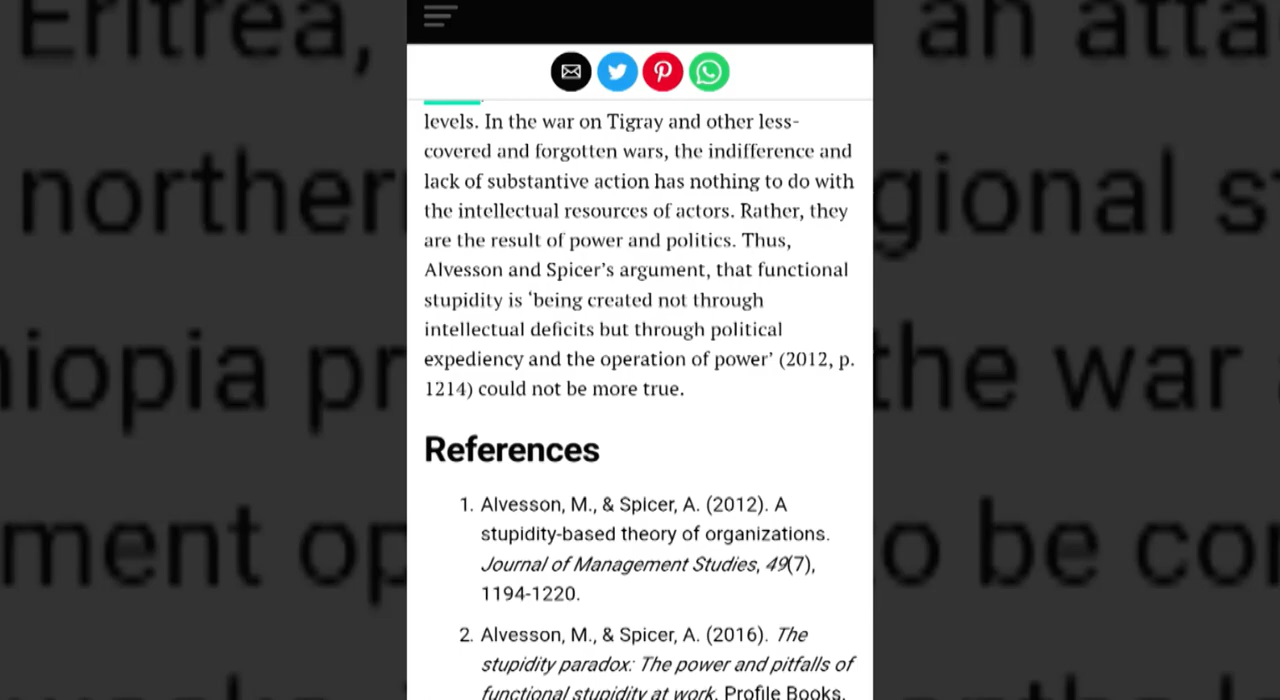 Eritrea,
an atta
norther
gional s
hiopia pr
the war
ment op
o be co
levels. In the war on Tigray and other less-
covered and forgotten wars, the indifference and
lack of substantive action has nothing to do with
the intellectual resources of actors. Rather, they
are the result of power and politics. Thus,
Alvesson and Spicer’s argument, that functional
stupidity is ‘being created not through
intellectual deficits but through political
expediency and the operation of power’ (2012, p.
1214) could not be more true.
References
1. Alvesson, M., & Spicer, A. (2012). A
stupidity-based theory of organizations.
Journal of Management Studies, 49(7),
1194-1220.
2. Alvesson, M., & Spicer, A. (2016). The
stupidity paradox: The power and pitfalls of
functional stupidity at work. Profile Books.